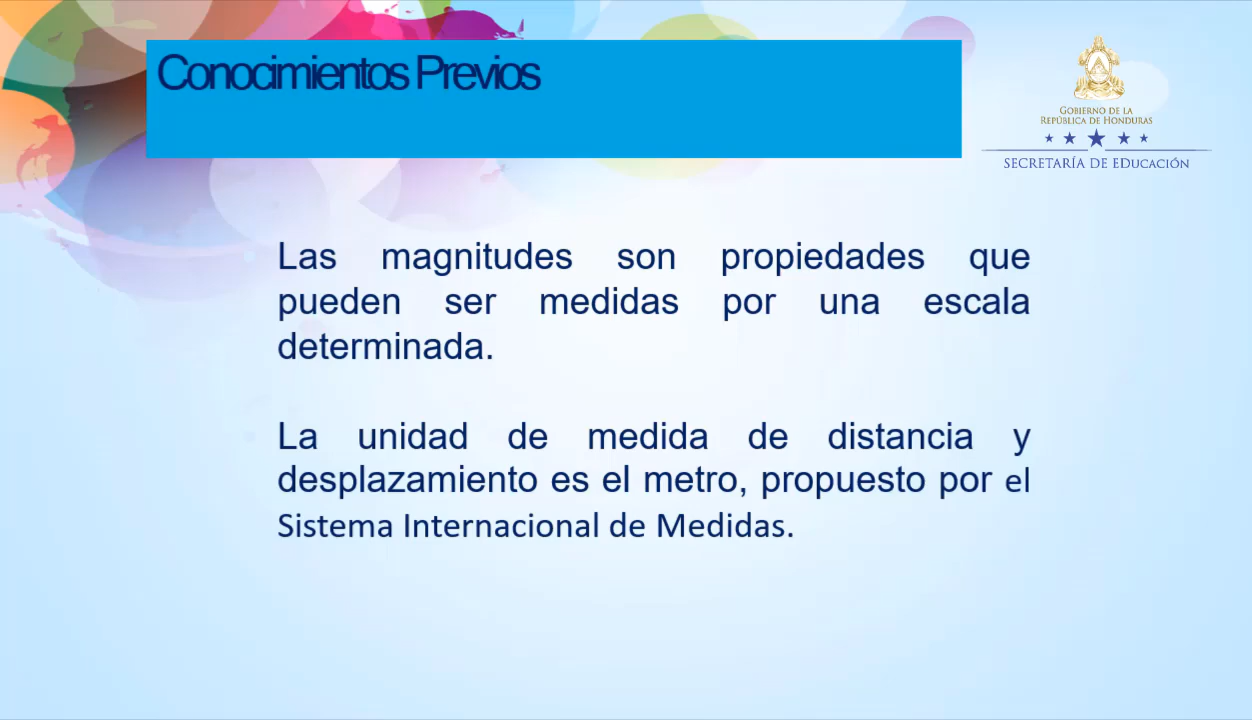 Conocimientos Previos
GOBIERNO DE LA
REPÚBLICA DE HONDURAS
SECRETARÍA DE EDUCACIÓN
Las magnitudes son propiedades que
pueden ser medidas por una escala
determinada.
La unidad de medida de distancia y
desplazamiento es el metro, propuesto por el
Sistema Internacional de Medidas.